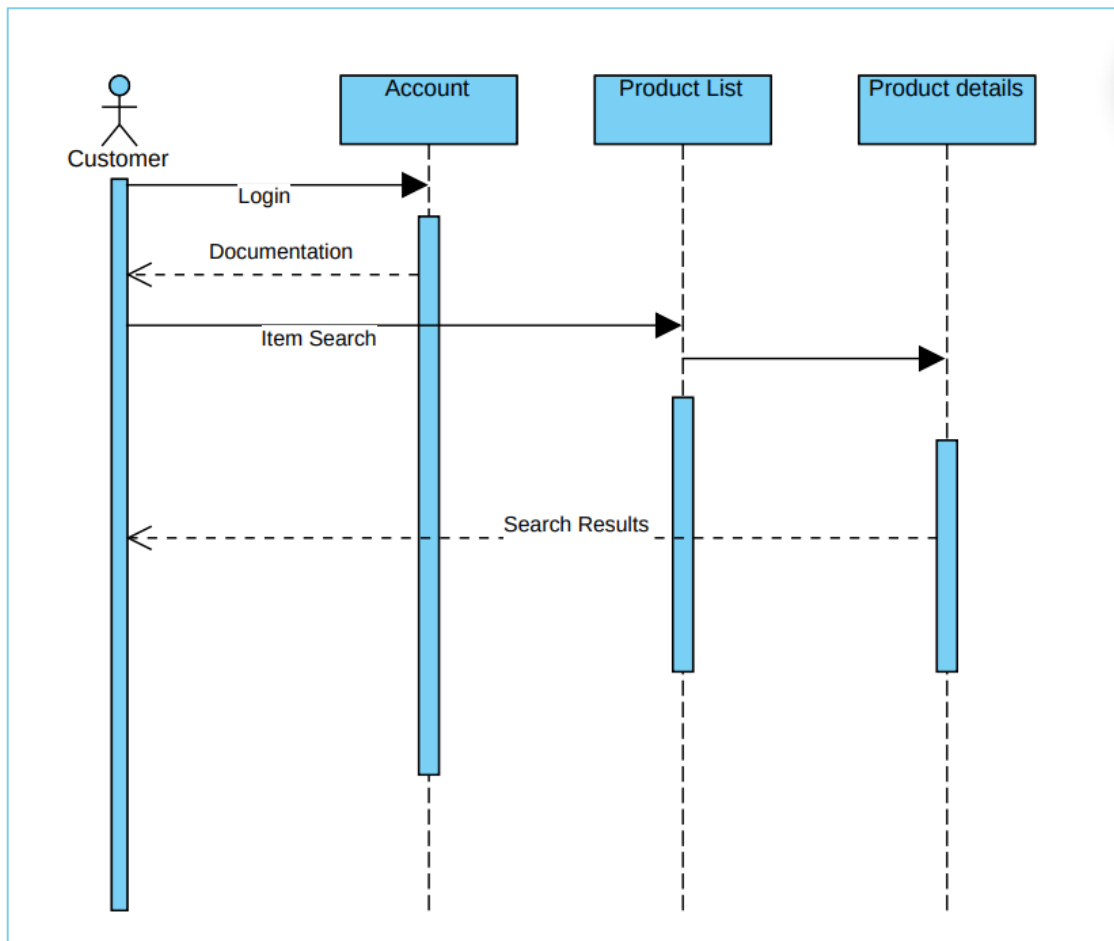 Account
Product List
Product details
Customer
Login
Documentation
Item Search
Search Results